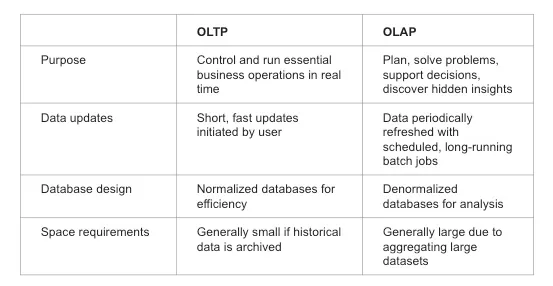 OLTP
OLAP
Purpose
Control and run essential
business operations in real
time
Plan, solve problems,
support decisions,
discover hidden insights
Data updates
Short, fast updates
initiated by user
Data periodically
refreshed with
scheduled, long-running
batch jobs
Database design
Normalized databases for
efficiency
Denormalized
databases for analysis
Space requirements
Generally small if historical
data is archived
Generally large due to
aggregating large
datasets